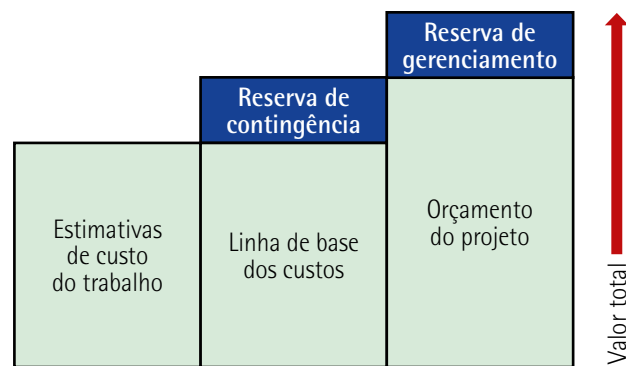 Reserva de
gerenciamento
Reserva de
contingência
Estimativas
de custo
do trabalho
Linha de base
dos custos
Orçamento
do projeto
Valor total